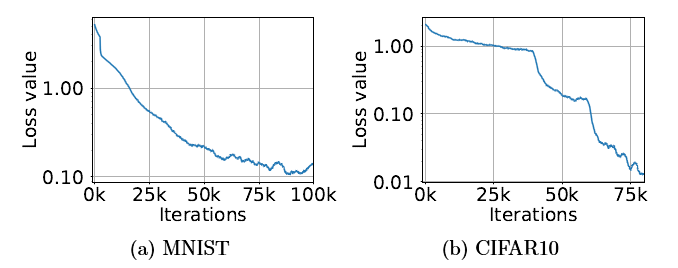 Loss value
1.00
0.10
0k 25k 50k 75k 100k
Iterations
(a) MNIST
Loss value
1.00
0.10
0.01
0k 25k 50k 75k
Iterations
(b) CIFAR10